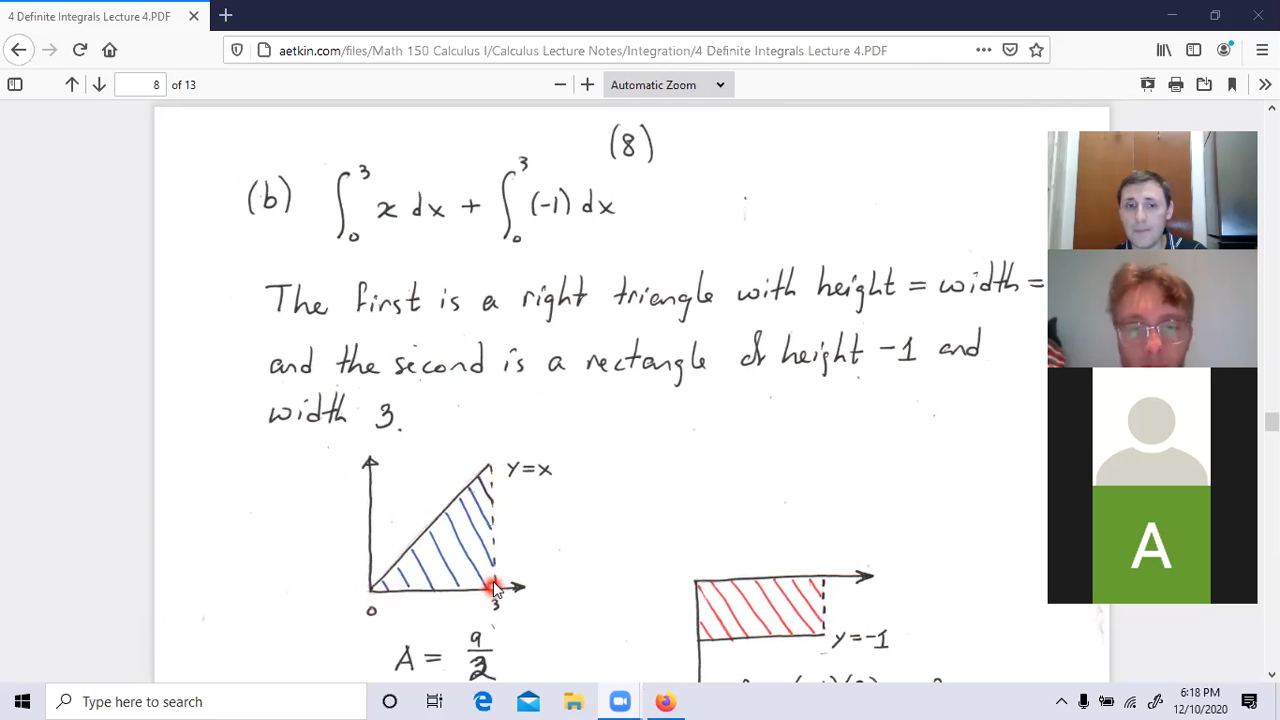 4 Definite Integrals Lecture 4.PDF
aetkin.com/files/Math 150 Calculus I/Calculus Lecture Notes/Integration/4 Definite Integrals Lecture 4.PDF
8 of 13
Automatic Zoom
(8)
(b) ∫₀³ x dx + ∫₀³ (-1) dx
The first is a right triangle with height = width =
and the second is a rectangle of height -1 and
width 3.
y=x
0
3
A = 9/2
y=-1
A
Type here to search
6:18 PM
12/10/2020